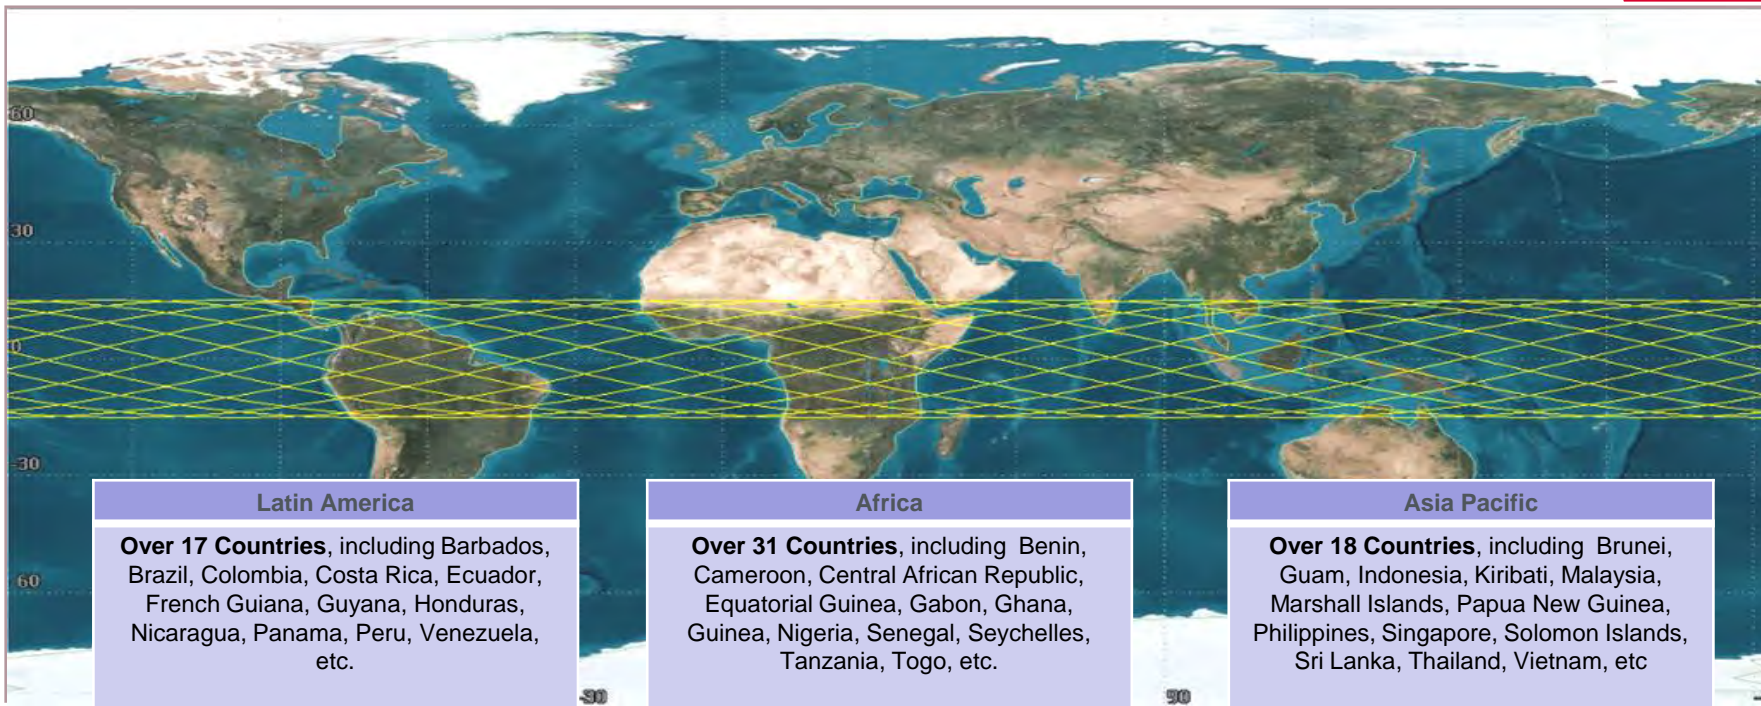 60
30
0
-30
-60
Latin America
Over 17 Countries, including Barbados,
Brazil, Colombia, Costa Rica, Ecuador,
French Guiana, Guyana, Honduras,
Nicaragua, Panama, Peru, Venezuela,
etc.
Africa
Over 31 Countries, including Benin,
Cameroon, Central African Republic,
Equatorial Guinea, Gabon, Ghana,
Guinea, Nigeria, Senegal, Seychelles,
Tanzania, Togo, etc.
Asia Pacific
Over 18 Countries, including Brunei,
Guam, Indonesia, Kiribati, Malaysia,
Marshall Islands, Papua New Guinea,
Philippines, Singapore, Solomon Islands,
Sri Lanka, Thailand, Vietnam, etc
-90
90